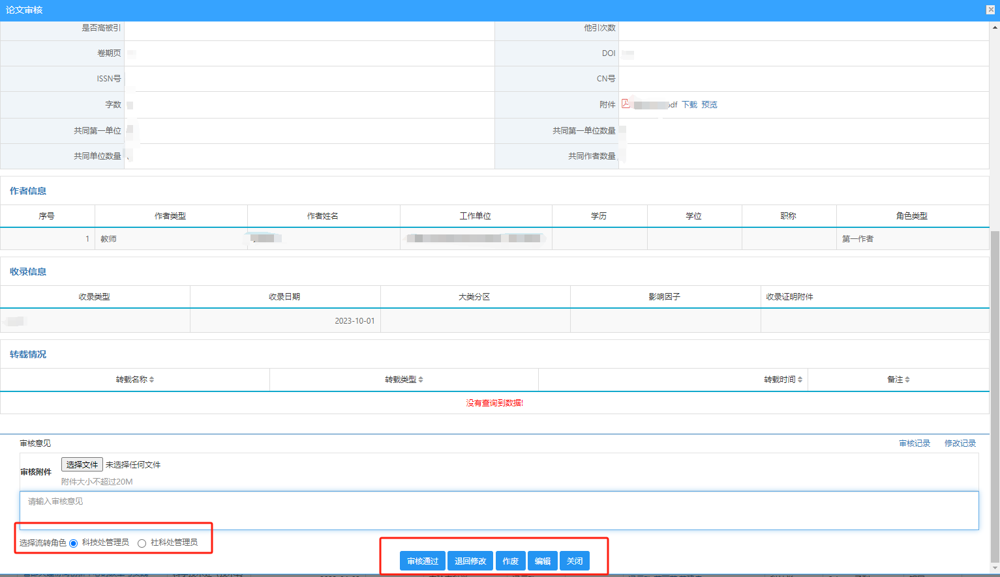 论文审核
是否高被引 他引次数
卷期页 DOI
ISSN号 CN号
字数 附件 pdf 下载 预览
共同第一单位 共同第一单位数量
共同单位数量 共同作者数量
作者信息
序号 作者类型 作者姓名 工作单位 学历 学位 职称 角色类型
1 教师 第一作者
收录信息
收录类型 收录日期 大类分区 影响因子 收录证明附件
2023-10-01
转载情况
转载名称 转载类型 转载时间 备注
没有查询到数据!
审核意见 审核记录 修改记录
审核附件 选择文件 未选择任何文件
附件大小不超过20M
请输入审核意见
选择流转角色 科技处管理员 社科处管理员
审核通过 退回修改 作废 编辑 关闭